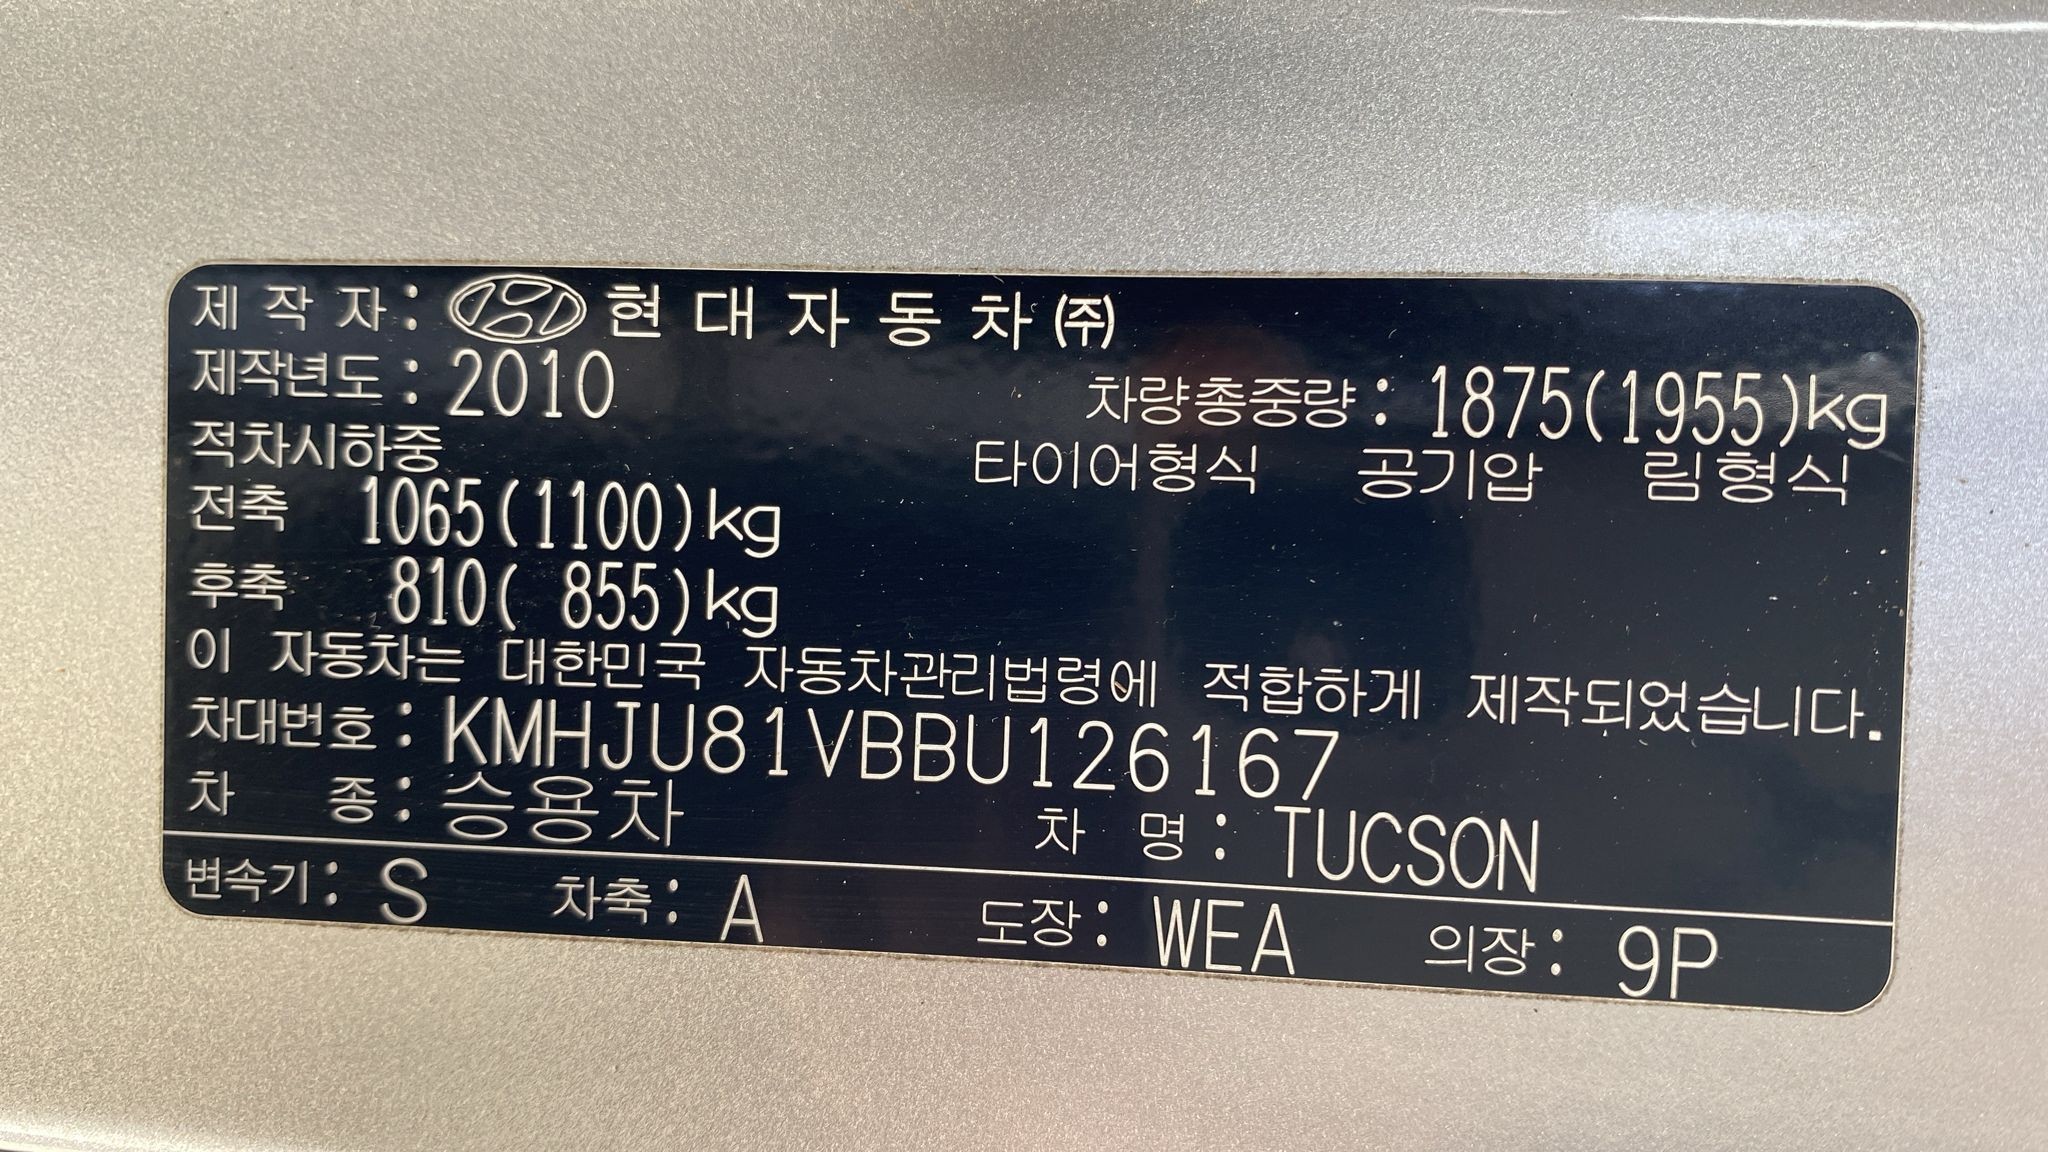 제작자: 현대자동차㈜
제작년도: 2010 차량총중량: 1875(1955)kg
적차시하중 타이어형식 공기압 림형식
전축 1065(1100)kg
후축 810( 855)kg
이 자동차는 대한민국 자동차관리법령에 적합하게 제작되었습니다.
차대번호: KMHJU81VBBU126167
차 종: 승용차 차 명: TUCSON
변속기: S 차축: A 도장: WEA 의장: 9P